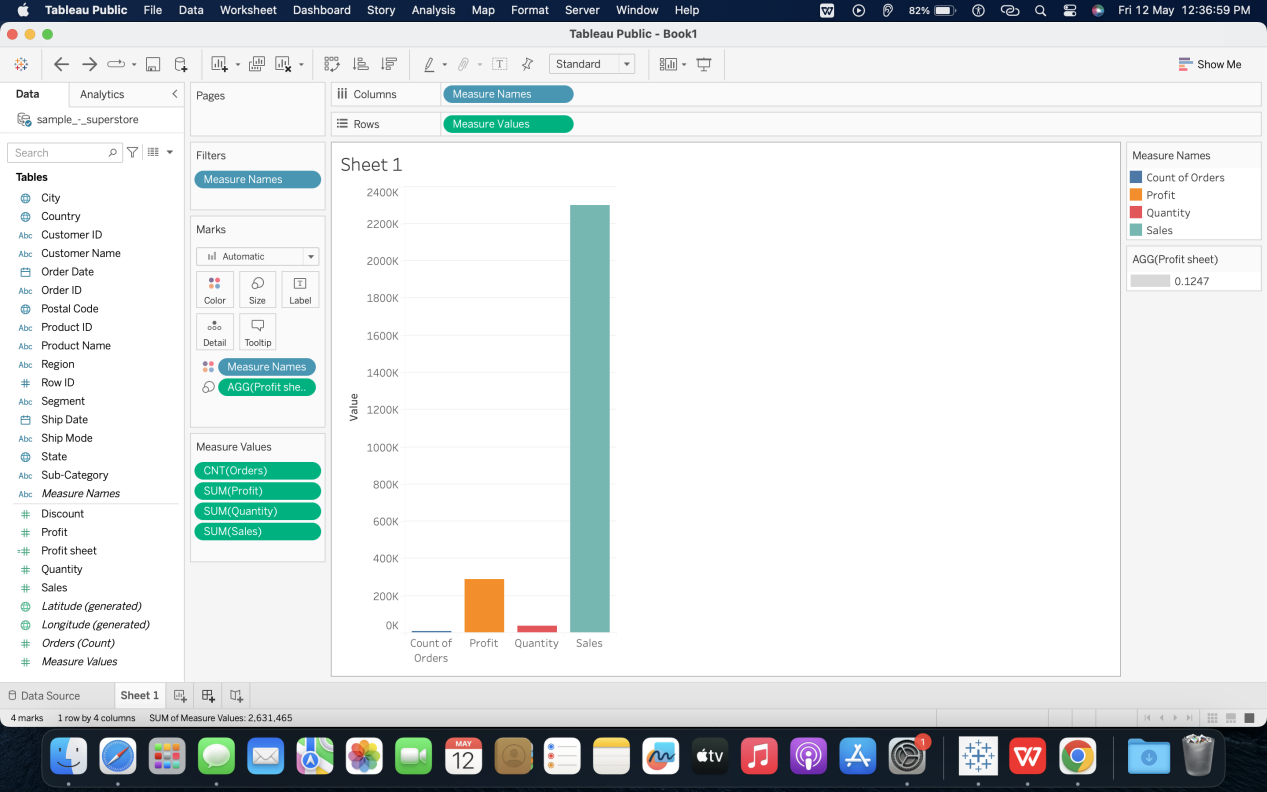 Tableau Public File Data Worksheet Dashboard Story Analysis Map Format Server Window Help 82% Fri 12 May 12:36:59 PM
Tableau Public - Book1
Standard Show Me
Data Analytics
sample_-_superstore
Search
Tables
City
Country
Abc Customer ID
Abc Customer Name
Order Date
Abc Order ID
Postal Code
Abc Product ID
Abc Product Name
Abc Region
Row ID
Abc Segment
Ship Date
Abc Ship Mode
State
Abc Sub-Category
Abc Measure Names
Discount
Profit
Profit sheet
Quantity
Sales
Latitude (generated)
Longitude (generated)
Orders (Count)
Measure Values
Pages
Filters
Measure Names
Marks
Automatic
Color Size Label
Detail Tooltip
Measure Names
AGG(Profit she..
Measure Values
CNT(Orders)
SUM(Profit)
SUM(Quantity)
SUM(Sales)
Columns Measure Names
Rows Measure Values
Sheet 1
2400K
2200K
2000K
1800K
1600K
1400K
1200K
1000K
800K
600K
400K
200K
0K
Value
Count of Orders
Profit
Quantity
Sales
Measure Names
Count of Orders
Profit
Quantity
Sales
AGG(Profit sheet)
0.1247
Data Source Sheet 1
4 marks 1 row by 4 columns SUM of Measure Values: 2,631,465
MAY
12
tv
1
W